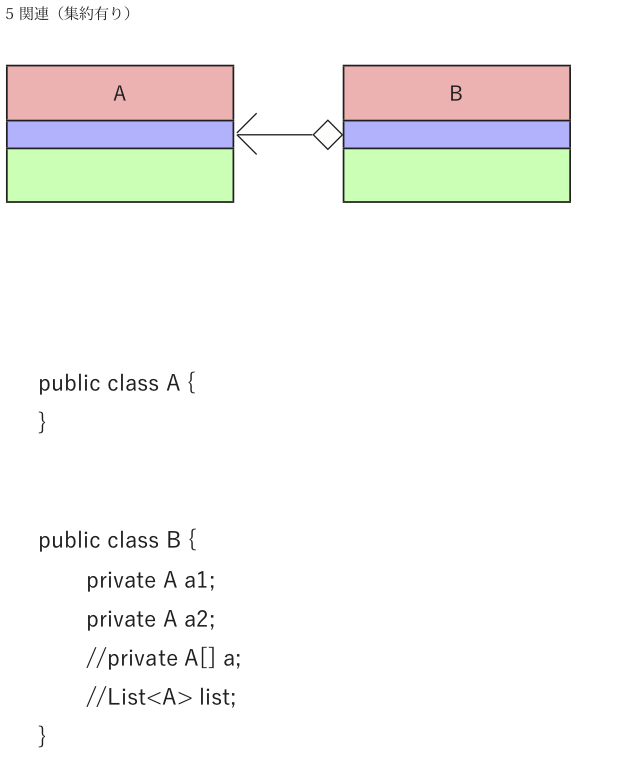 5 関連（集約有り）
A
B
public class A {
}
public class B {
private A a1;
private A a2;
//private A[] a;
//List<A> list;
}